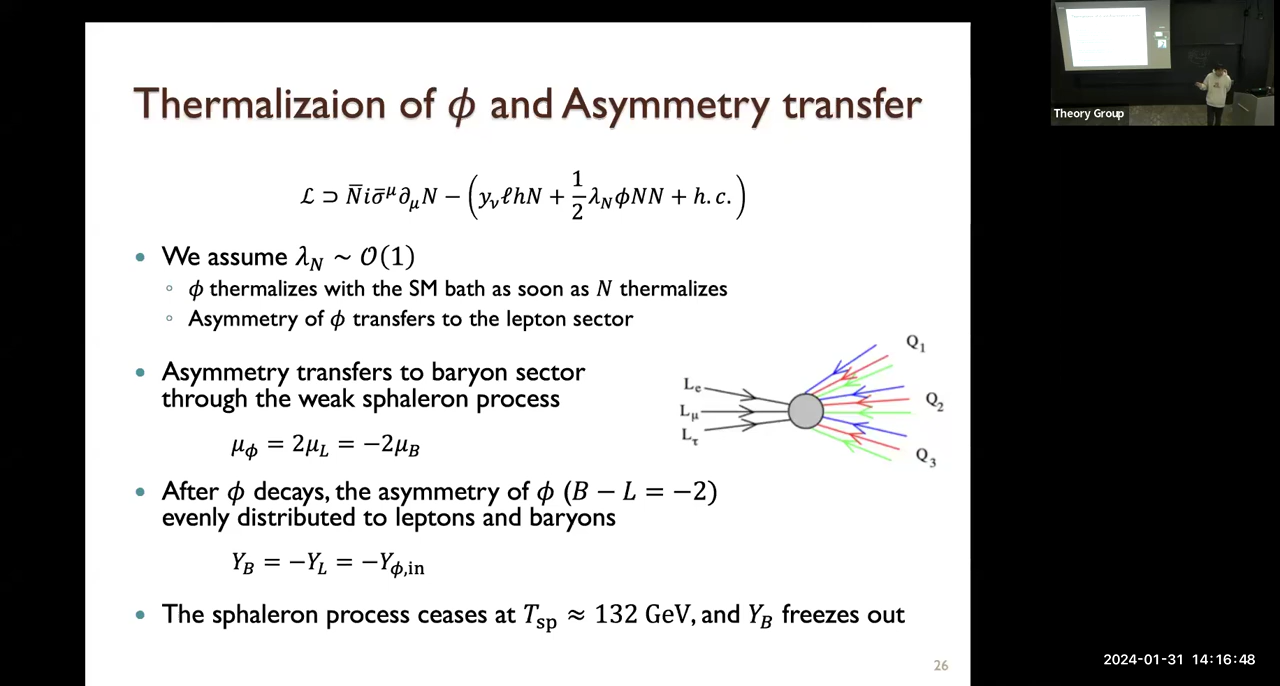 Thermalizaion of ϕ and Asymmetry transfer
ℒ ⊃ N̄iσ̄^μ∂_μN − (y_νℓhN + 1/2 λ_NϕNN + h.c.)
• We assume λ_N ~ 𝒪(1)
◦ ϕ thermalizes with the SM bath as soon as N thermalizes
◦ Asymmetry of ϕ transfers to the lepton sector
• Asymmetry transfers to baryon sector
through the weak sphaleron process
μ_ϕ = 2μ_L = −2μ_B
L_e
L_μ
L_τ
Q_1
Q_2
Q_3
• After ϕ decays, the asymmetry of ϕ (B − L = −2)
evenly distributed to leptons and baryons
Y_B = −Y_L = −Y_ϕ,in
• The sphaleron process ceases at T_sp ≈ 132 GeV, and Y_B freezes out
26
Theory Group
2024-01-31 14:16:48